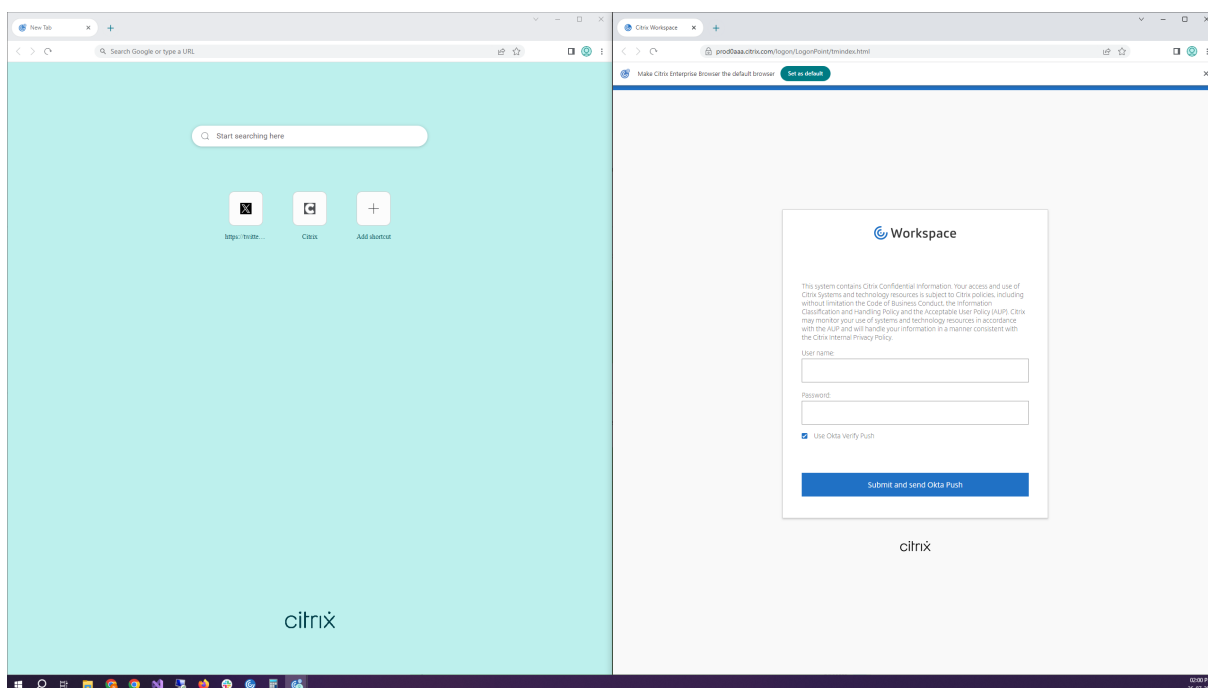 New Tab
Search Google or type a URL
Start searching here
https://twitte...
Citrix
Add shortcut
citrix
Citrix Workspace
prod0aaa.citrix.com/logon/LogonPoint/tmindex.html
Make Citrix Enterprise Browser the default browser
Set as default
Workspace
This system contains Citrix Confidential Information. Your access and use of
Citrix Systems and technology resources is subject to Citrix policies, including
without limitation the Code of Business Conduct, the Information
Classification and Handling Policy and the Acceptable User Policy (AUP). Citrix
may monitor your use of systems and technology resources in accordance
with the AUP and will handle your information in a manner consistent with
the Citrix Internal Privacy Policy.
User name:
Password:
Use Okta Verify Push
Submit and send Okta Push
citrix
02:00 P